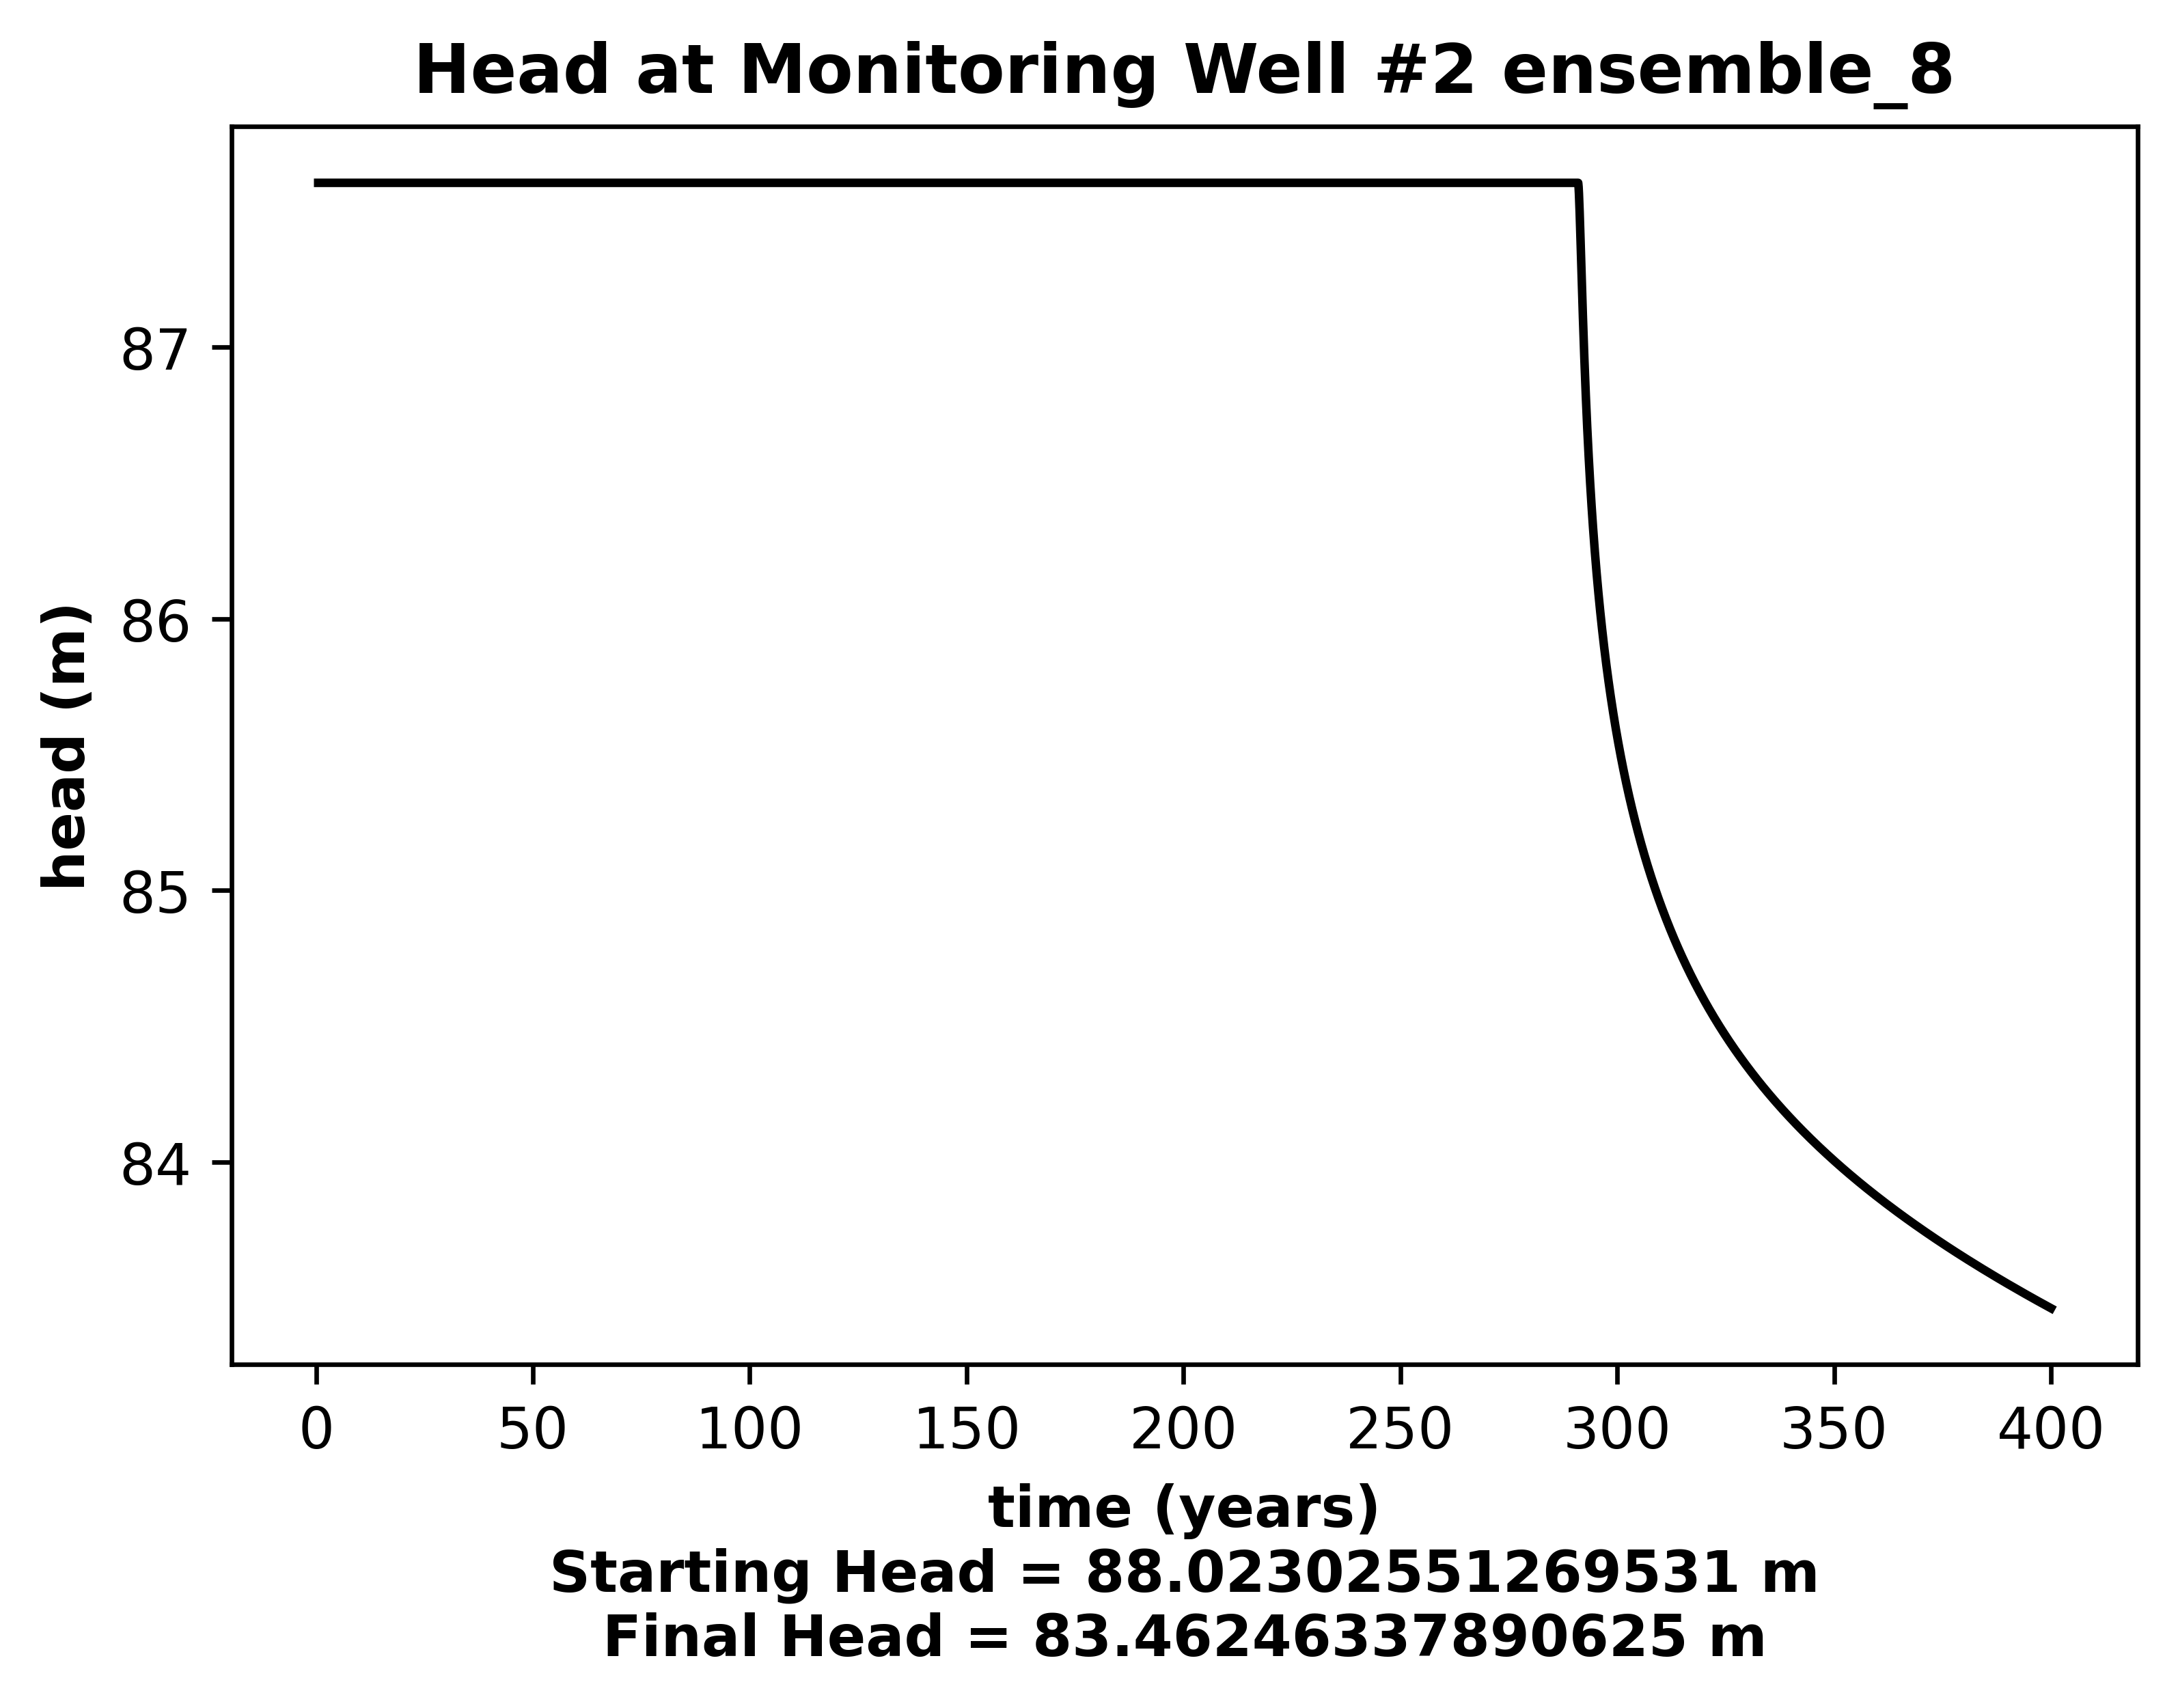 Head at Monitoring Well #2 ensemble_8
87
86
85
84
head (m)
0 50 100 150 200 250 300 350 400
time (years)
Starting Head = 88.02302551269531 m
Final Head = 83.46246337890625 m